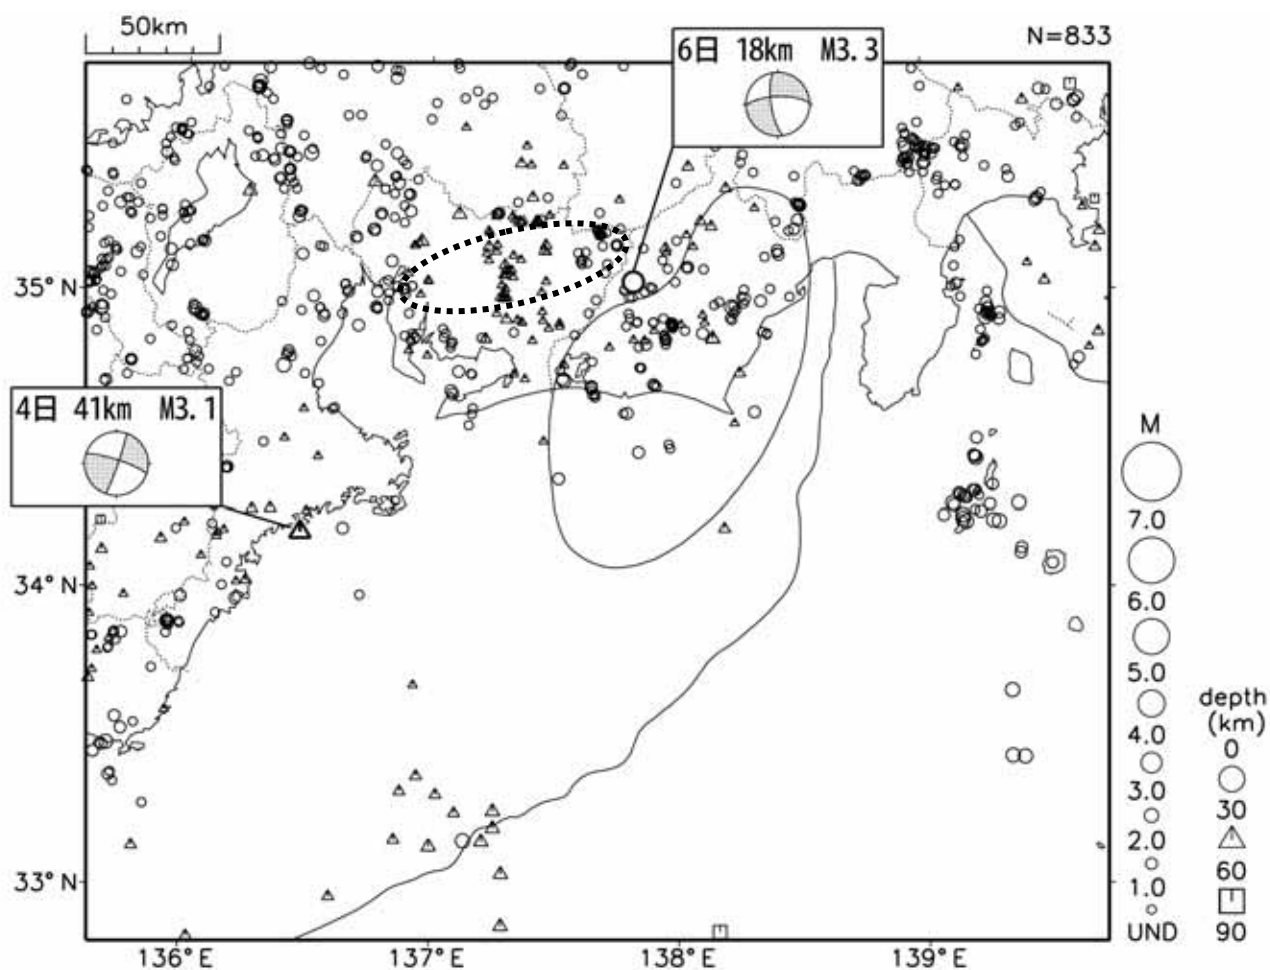 50km
N=833
6日 18km M3.3
4日 41km M3.1
35°N
34°N
33°N
136°E
137°E
138°E
139°E
M
7.0
6.0
5.0
4.0
3.0
2.0
1.0
UND
depth
(km)
0
30
60
90